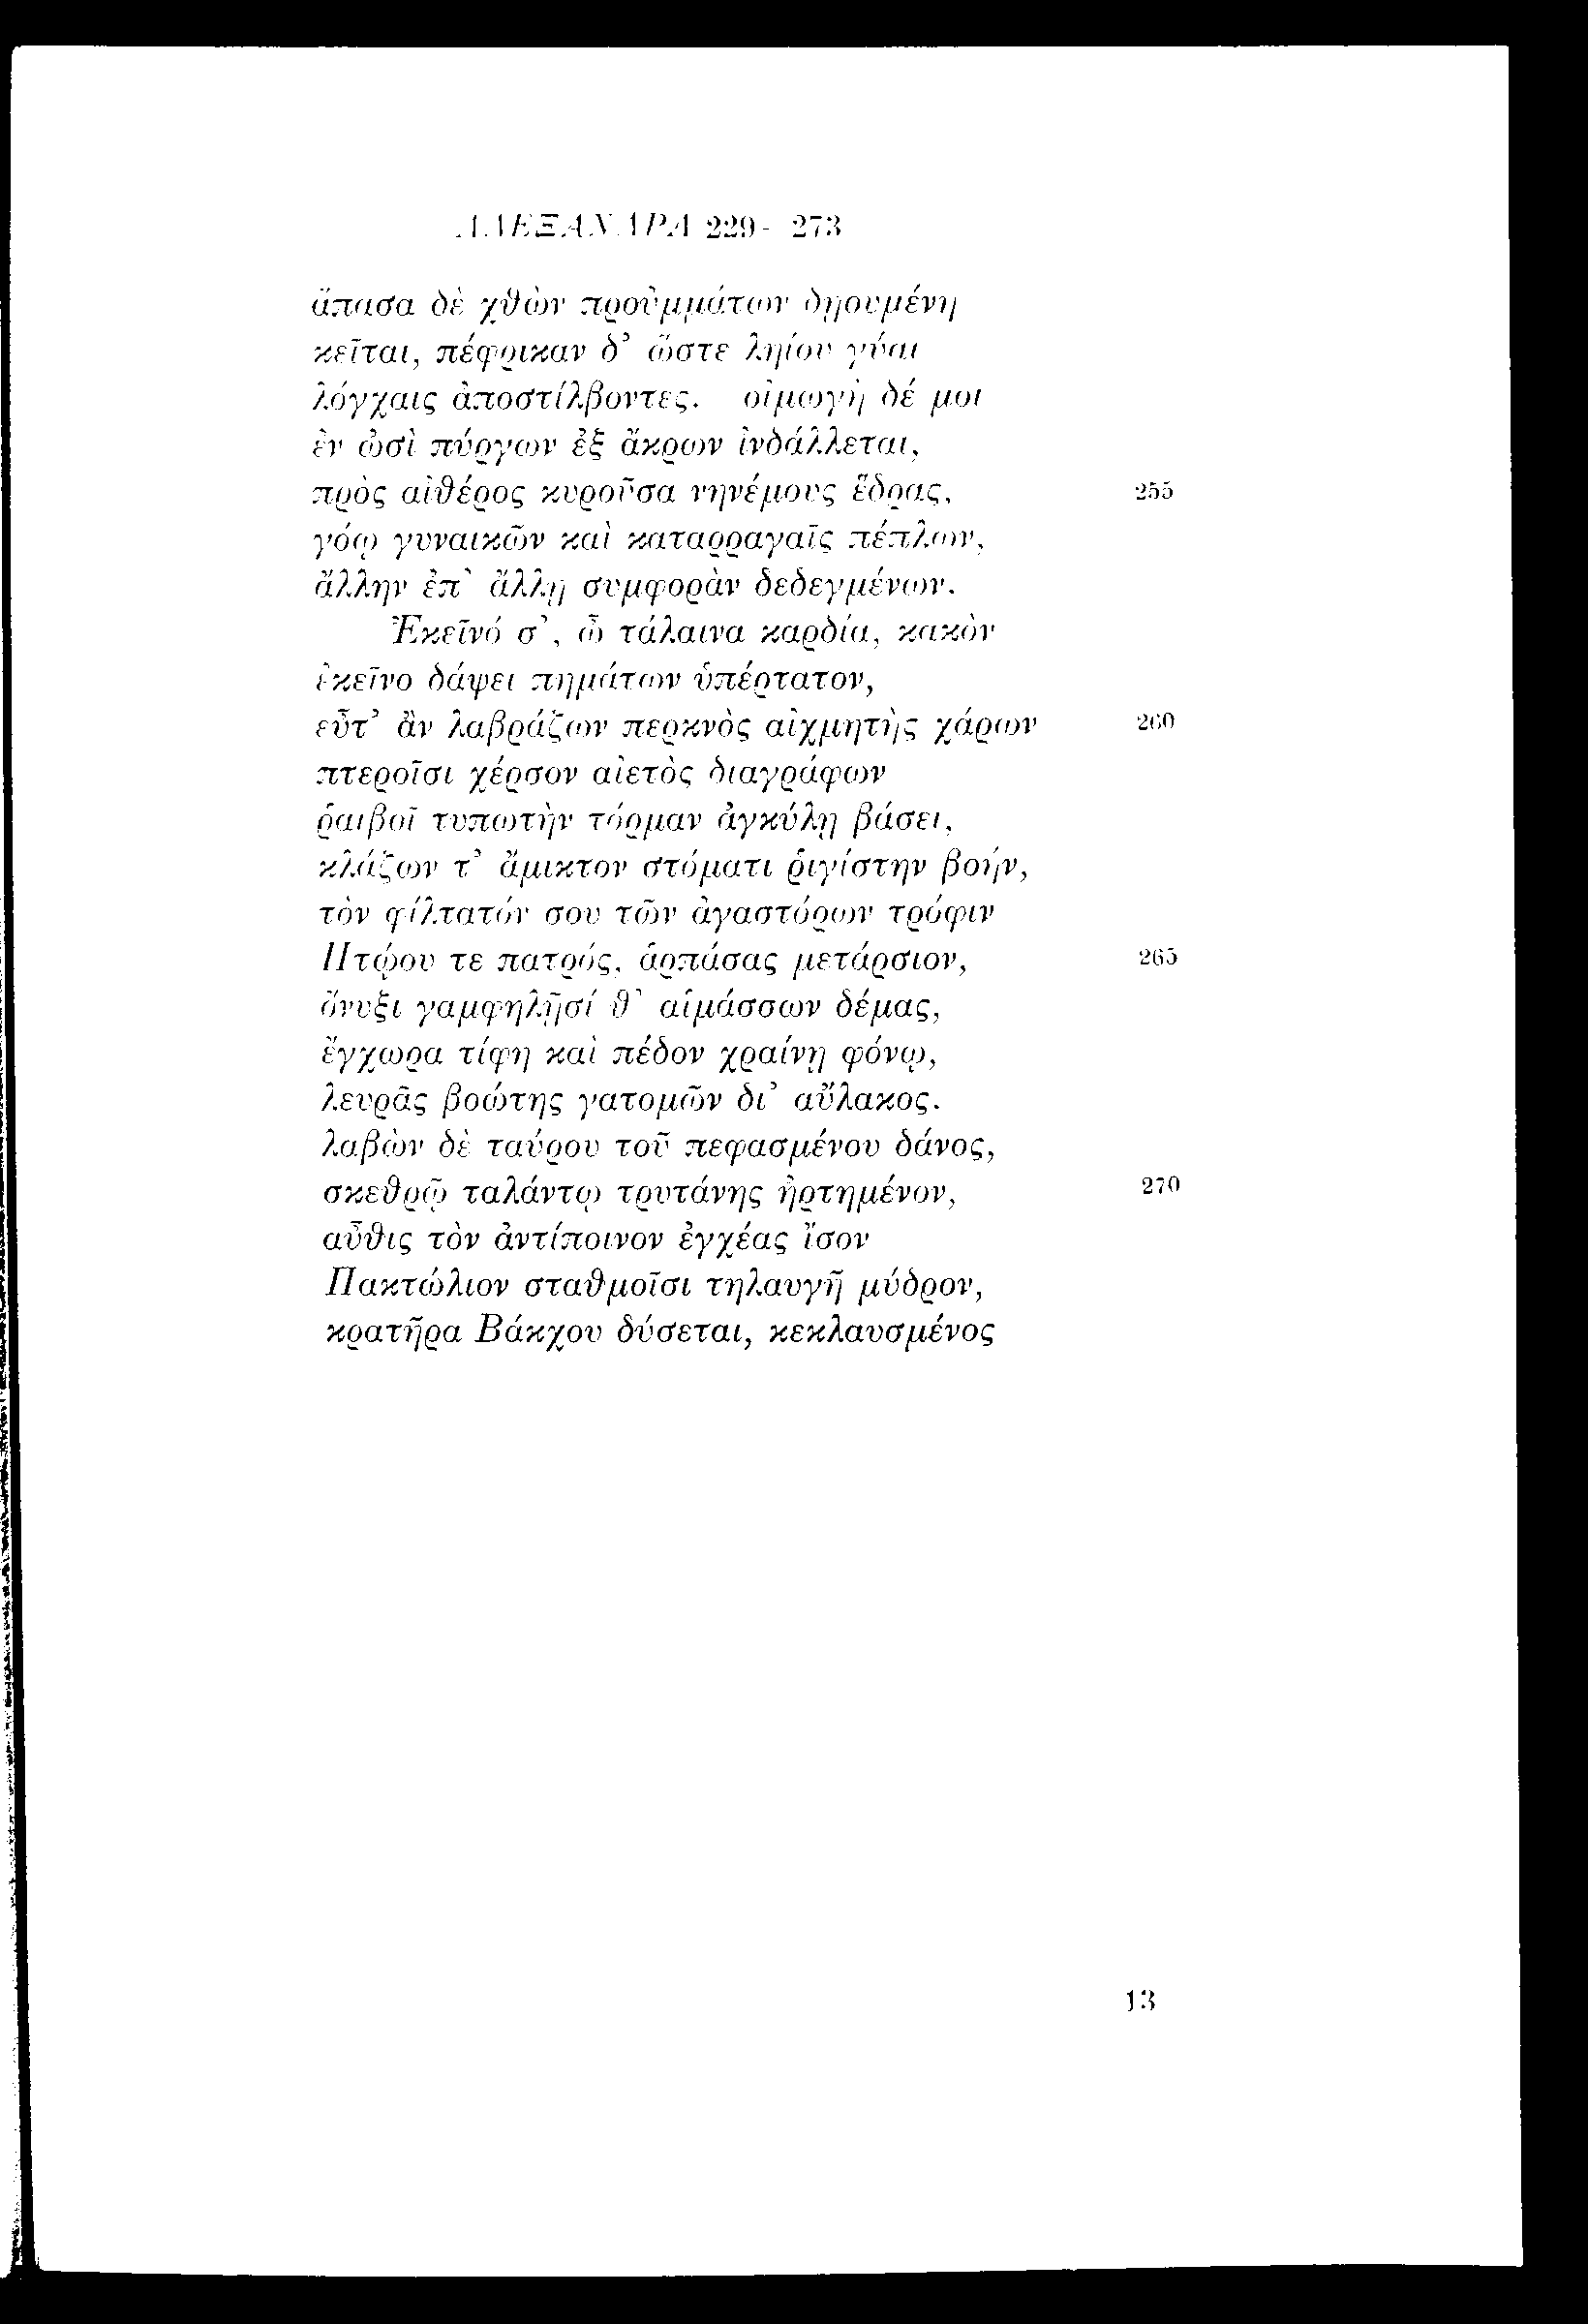 ΑΛΕΞΑΝΔΡΑ 229- 273
ἅπασα δὲ χθὼν προὐμμάτων δῃουμένη
κεῖται, πέφρικαν δ’ ὥστε ληίου γύαι
λόγχαις ἀποστίλβοντες. οἰμωγὴ δέ μοι
ἐν ὠσὶ πύργων ἐξ ἄκρων ἰνδάλλεται,
πρὸς αἰθέρος κυροῦσα νηνέμους ἕδρας, 255
γόῳ γυναικῶν καὶ καταρραγαῖς πέπλων,
ἄλλην ἐπ’ ἄλλῃ συμφορὰν δεδεγμένων.
Ἐκεῖνό σ’, ὦ τάλαινα καρδία, κακὸν
ἐκεῖνο δάψει πημάτων ὑπέρτατον,
εὖτ’ ἂν λαβράζων περκνὸς αἰχμητὴς χάρων 260
πτεροῖσι χέρσον αἰετὸς διαγράφων
ῥαιβοῖ τυπωτὴν τόρμαν ἀγκύλῃ βάσει,
κλάζων τ’ ἄμικτον στόματι ῥιγίστην βοήν,
τὸν φίλτατόν σου τῶν ἀγαστόρων τρόφιν
Πτῴου τε πατρός, ἁρπάσας μετάρσιον, 265
ὄνυξι γαμφηλῇσί θ’ αἱμάσσων δέμας,
ἔγχωρα τίφη καὶ πέδον χραίνῃ φόνῳ,
λευρᾶς βοώτης γατομῶν δι’ αὔλακος.
λαβὼν δὲ ταύρου τοῦ πεφασμένου δάνος,
σκεθρῷ ταλάντῳ τρυτάνης ἠρτημένον, 270
αὖθις τὸν ἀντίποινον ἐγχέας ἴσον
Πακτώλιον σταθμοῖσι τηλαυγῆ μύδρον,
κρατῆρα Βάκχου δύσεται, κεκλαυσμένος
13